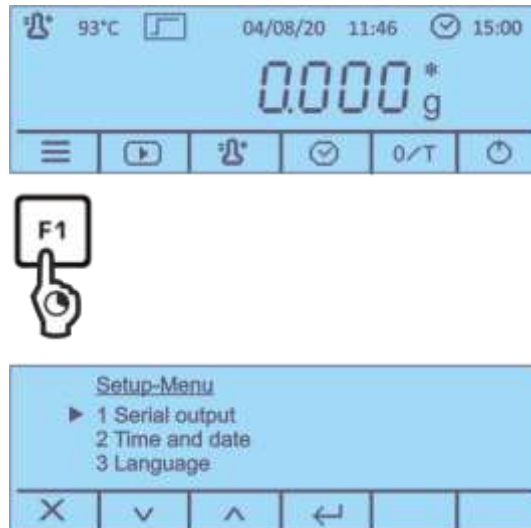 93°C 04/08/20 11:46 15:00
0.000 * g
0/T
F1
Setup-Menu
1 Serial output
2 Time and date
3 Language